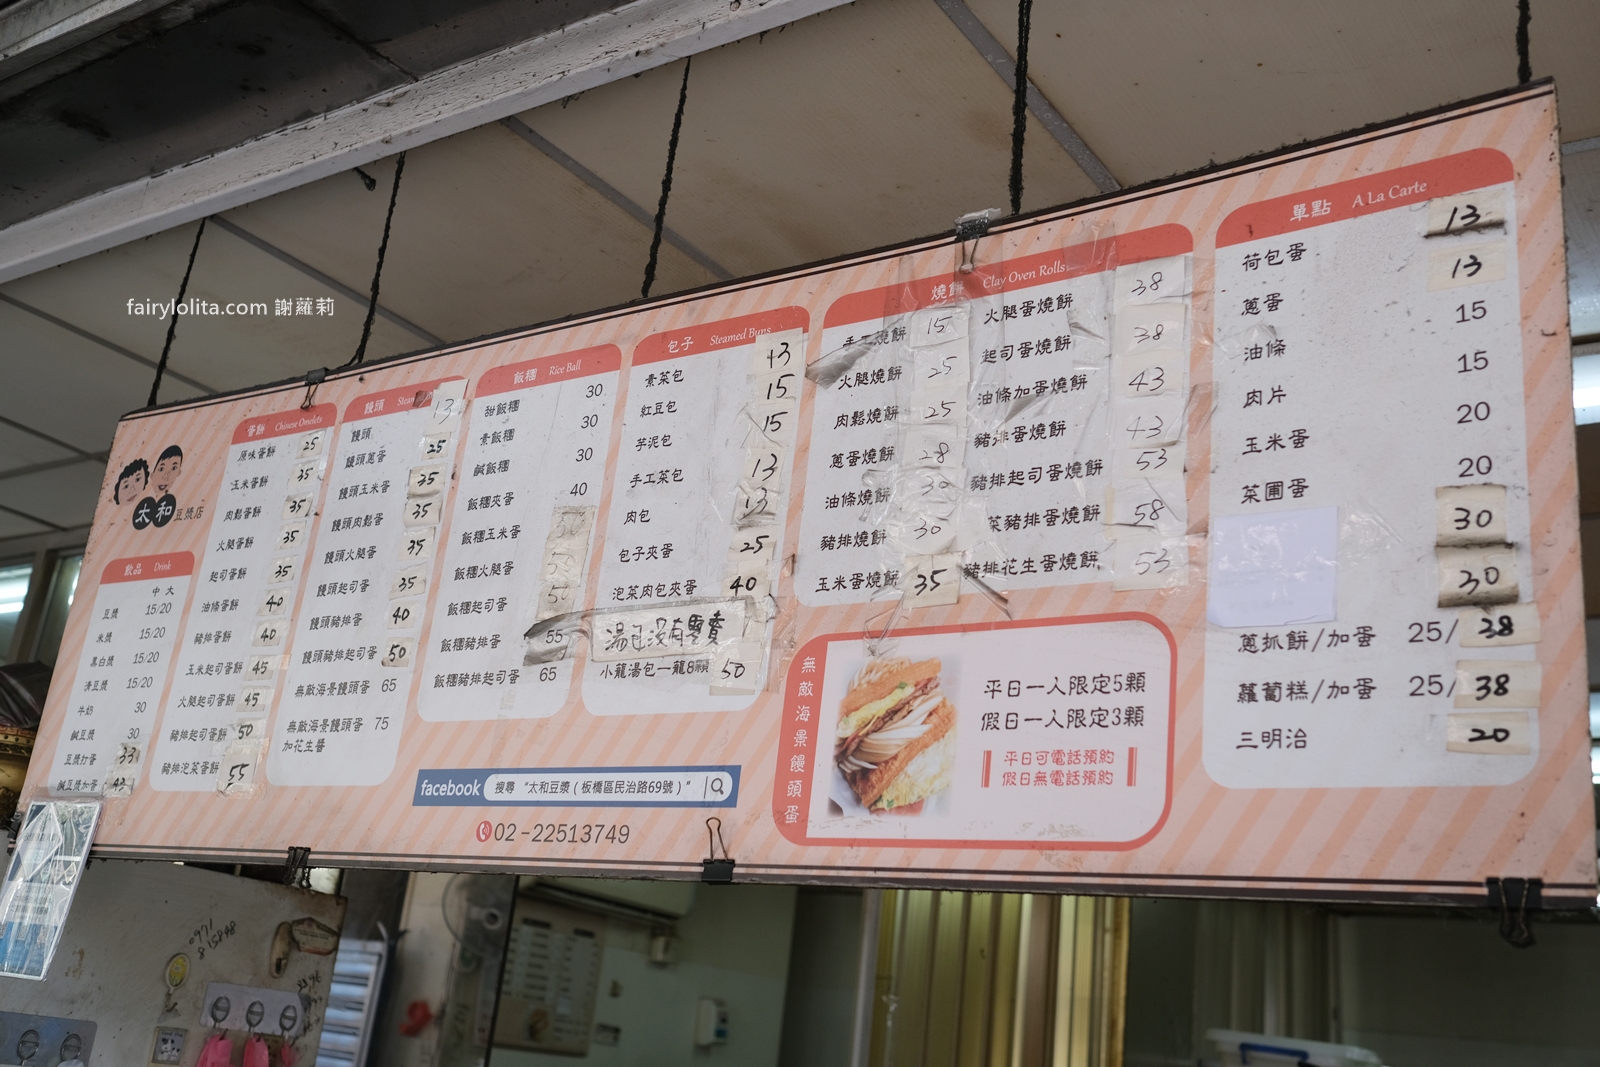 fairylolita.com 謝蘿莉
太和豆漿店
飲品 Drink
中 大
豆漿 15/20
米漿 15/20
黑白漿 15/20
清豆漿 15/20
牛奶 30
鹹豆漿 30
豆漿打蛋 33
鹹豆漿加蛋 43
蛋餅 Chinese Omelets
原味蛋餅 25
玉米蛋餅 35
肉鬆蛋餅 35
火腿蛋餅 35
起司蛋餅 35
油條蛋餅 40
豬排蛋餅 40
玉米起司蛋餅 45
火腿起司蛋餅 45
豬排起司蛋餅 50
豬排泡菜蛋餅 55
饅頭
饅頭 13
饅頭蔥蛋 25
饅頭玉米蛋 35
饅頭肉鬆蛋 35
饅頭火腿蛋 35
饅頭起司蛋 35
饅頭豬排蛋 40
饅頭豬排起司蛋 50
無敵海景饅頭蛋 65
無敵海景饅頭蛋 75
加花生醬
飯糰 Rice Ball
甜飯糰 30
素飯糰 30
鹹飯糰 30
飯糰夾蛋 40
飯糰玉米蛋 50
飯糰火腿蛋 50
飯糰起司蛋 50
飯糰豬排蛋 55
飯糰豬排起司蛋 65
包子 Steamed Buns
素菜包 13
紅豆包 15
芋泥包 15
手工菜包 13
肉包 13
包子夾蛋 25
泡菜肉包夾蛋 40
湯包沒有賣
小籠湯包一籠8顆 50
燒餅 Clay Oven Rolls
手工燒餅 15
火腿燒餅 25
肉鬆燒餅 25
蔥蛋燒餅 28
油條燒餅 30
豬排燒餅 30
玉米蛋燒餅 35
火腿蛋燒餅 38
起司蛋燒餅 38
油條加蛋燒餅 43
豬排蛋燒餅 43
豬排起司蛋燒餅 53
菜豬排蛋燒餅 58
豬排花生蛋燒餅 53
單點 A La Carte
荷包蛋 13
蔥蛋 13
油條 15
肉片 15
玉米蛋 20
菜圃蛋 20
30
30
蔥抓餅/加蛋 25/38
蘿蔔糕/加蛋 25/38
三明治 20
無敵海景饅頭蛋
平日一人限定5顆
假日一人限定3顆
平日可電話預約
假日無電話預約
facebook 搜尋 “太和豆漿（板橋區民治路69號）”
02-22513749
0971
815848